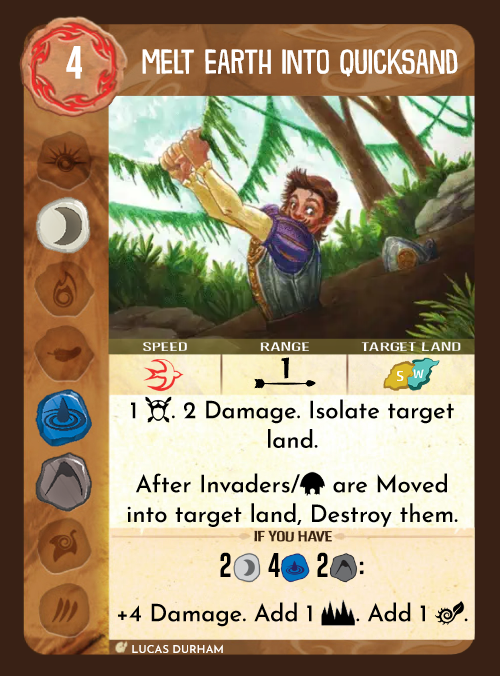 4
MELT EARTH INTO QUICKSAND
SPEED RANGE TARGET LAND
1
S W
1 . 2 Damage. Isolate target
land.
After Invaders/ are Moved
into target land, Destroy them.
IF YOU HAVE
2 4 2 :
+4 Damage. Add 1 . Add 1 .
LUCAS DURHAM